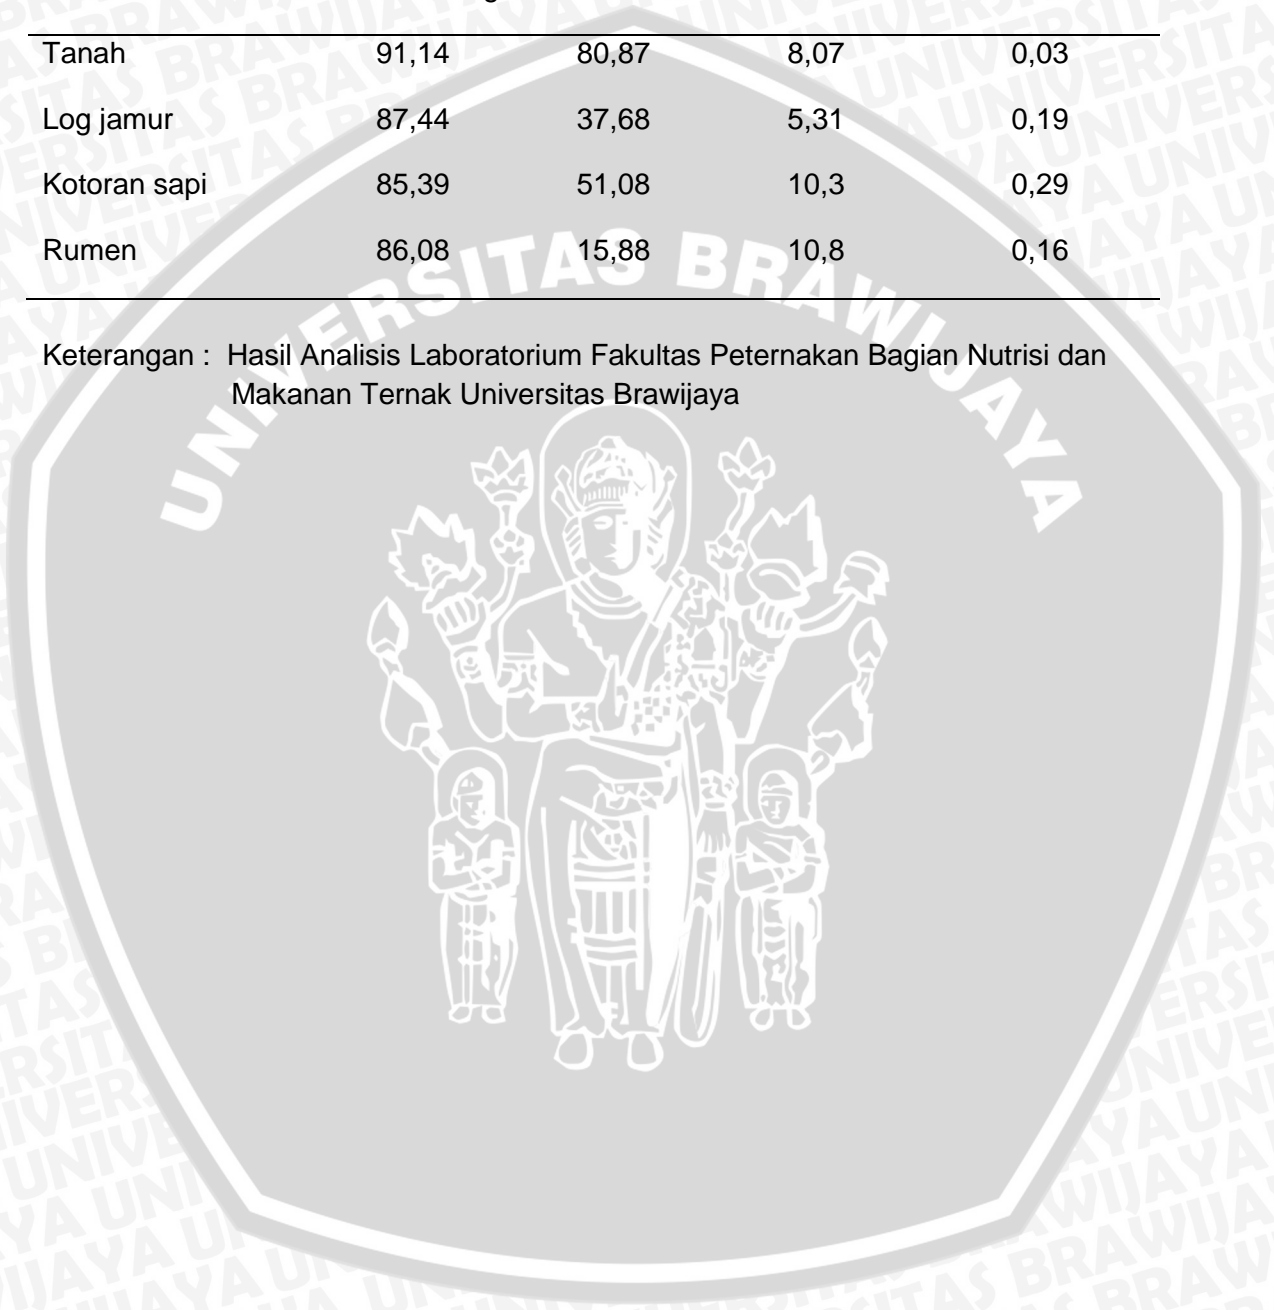 Tanah 91,14 80,87 8,07 0,03
Log jamur 87,44 37,68 5,31 0,19
Kotoran sapi 85,39 51,08 10,3 0,29
Rumen 86,08 15,88 10,8 0,16
Keterangan : Hasil Analisis Laboratorium Fakultas Peternakan Bagian Nutrisi dan
Makanan Ternak Universitas Brawijaya
UNIVERSITAS BRAWIJAYA